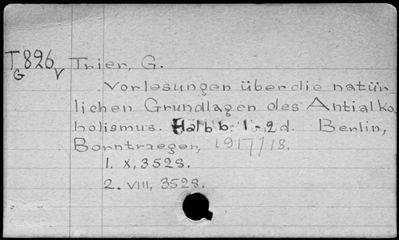 T 826 Trier, G.
G V
Vorlesungen über die natür-
lichen Grundlagen des Antialko-
holismus. Halbb. 1-2d. Berlin,
Borntraeger, 1917/18.
1. X, 352 S.
2. VIII, 352 S.